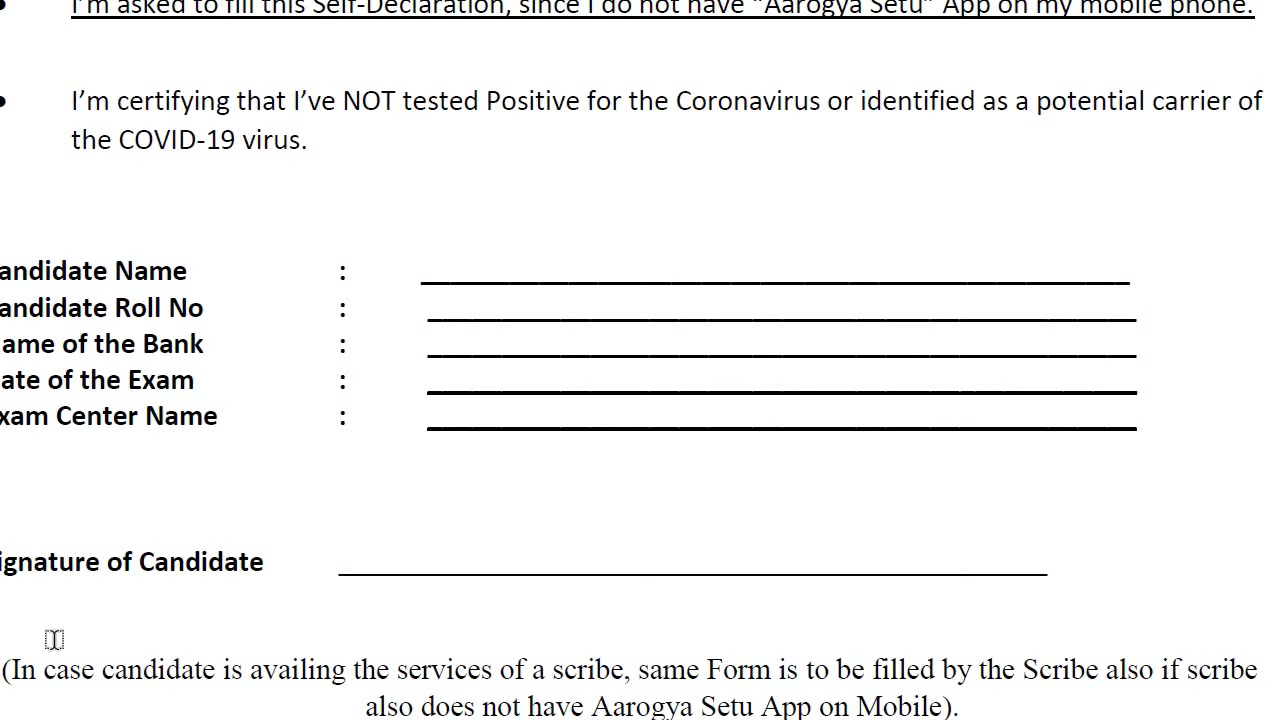 I’m asked to fill this Self-Declaration, since I do not have “Aarogya Setu” App on my mobile phone.
• I’m certifying that I’ve NOT tested Positive for the Coronavirus or identified as a potential carrier of
the COVID-19 virus.
andidate Name :
andidate Roll No :
ame of the Bank :
ate of the Exam :
xam Center Name :
ignature of Candidate
(In case candidate is availing the services of a scribe, same Form is to be filled by the Scribe also if scribe
also does not have Aarogya Setu App on Mobile).